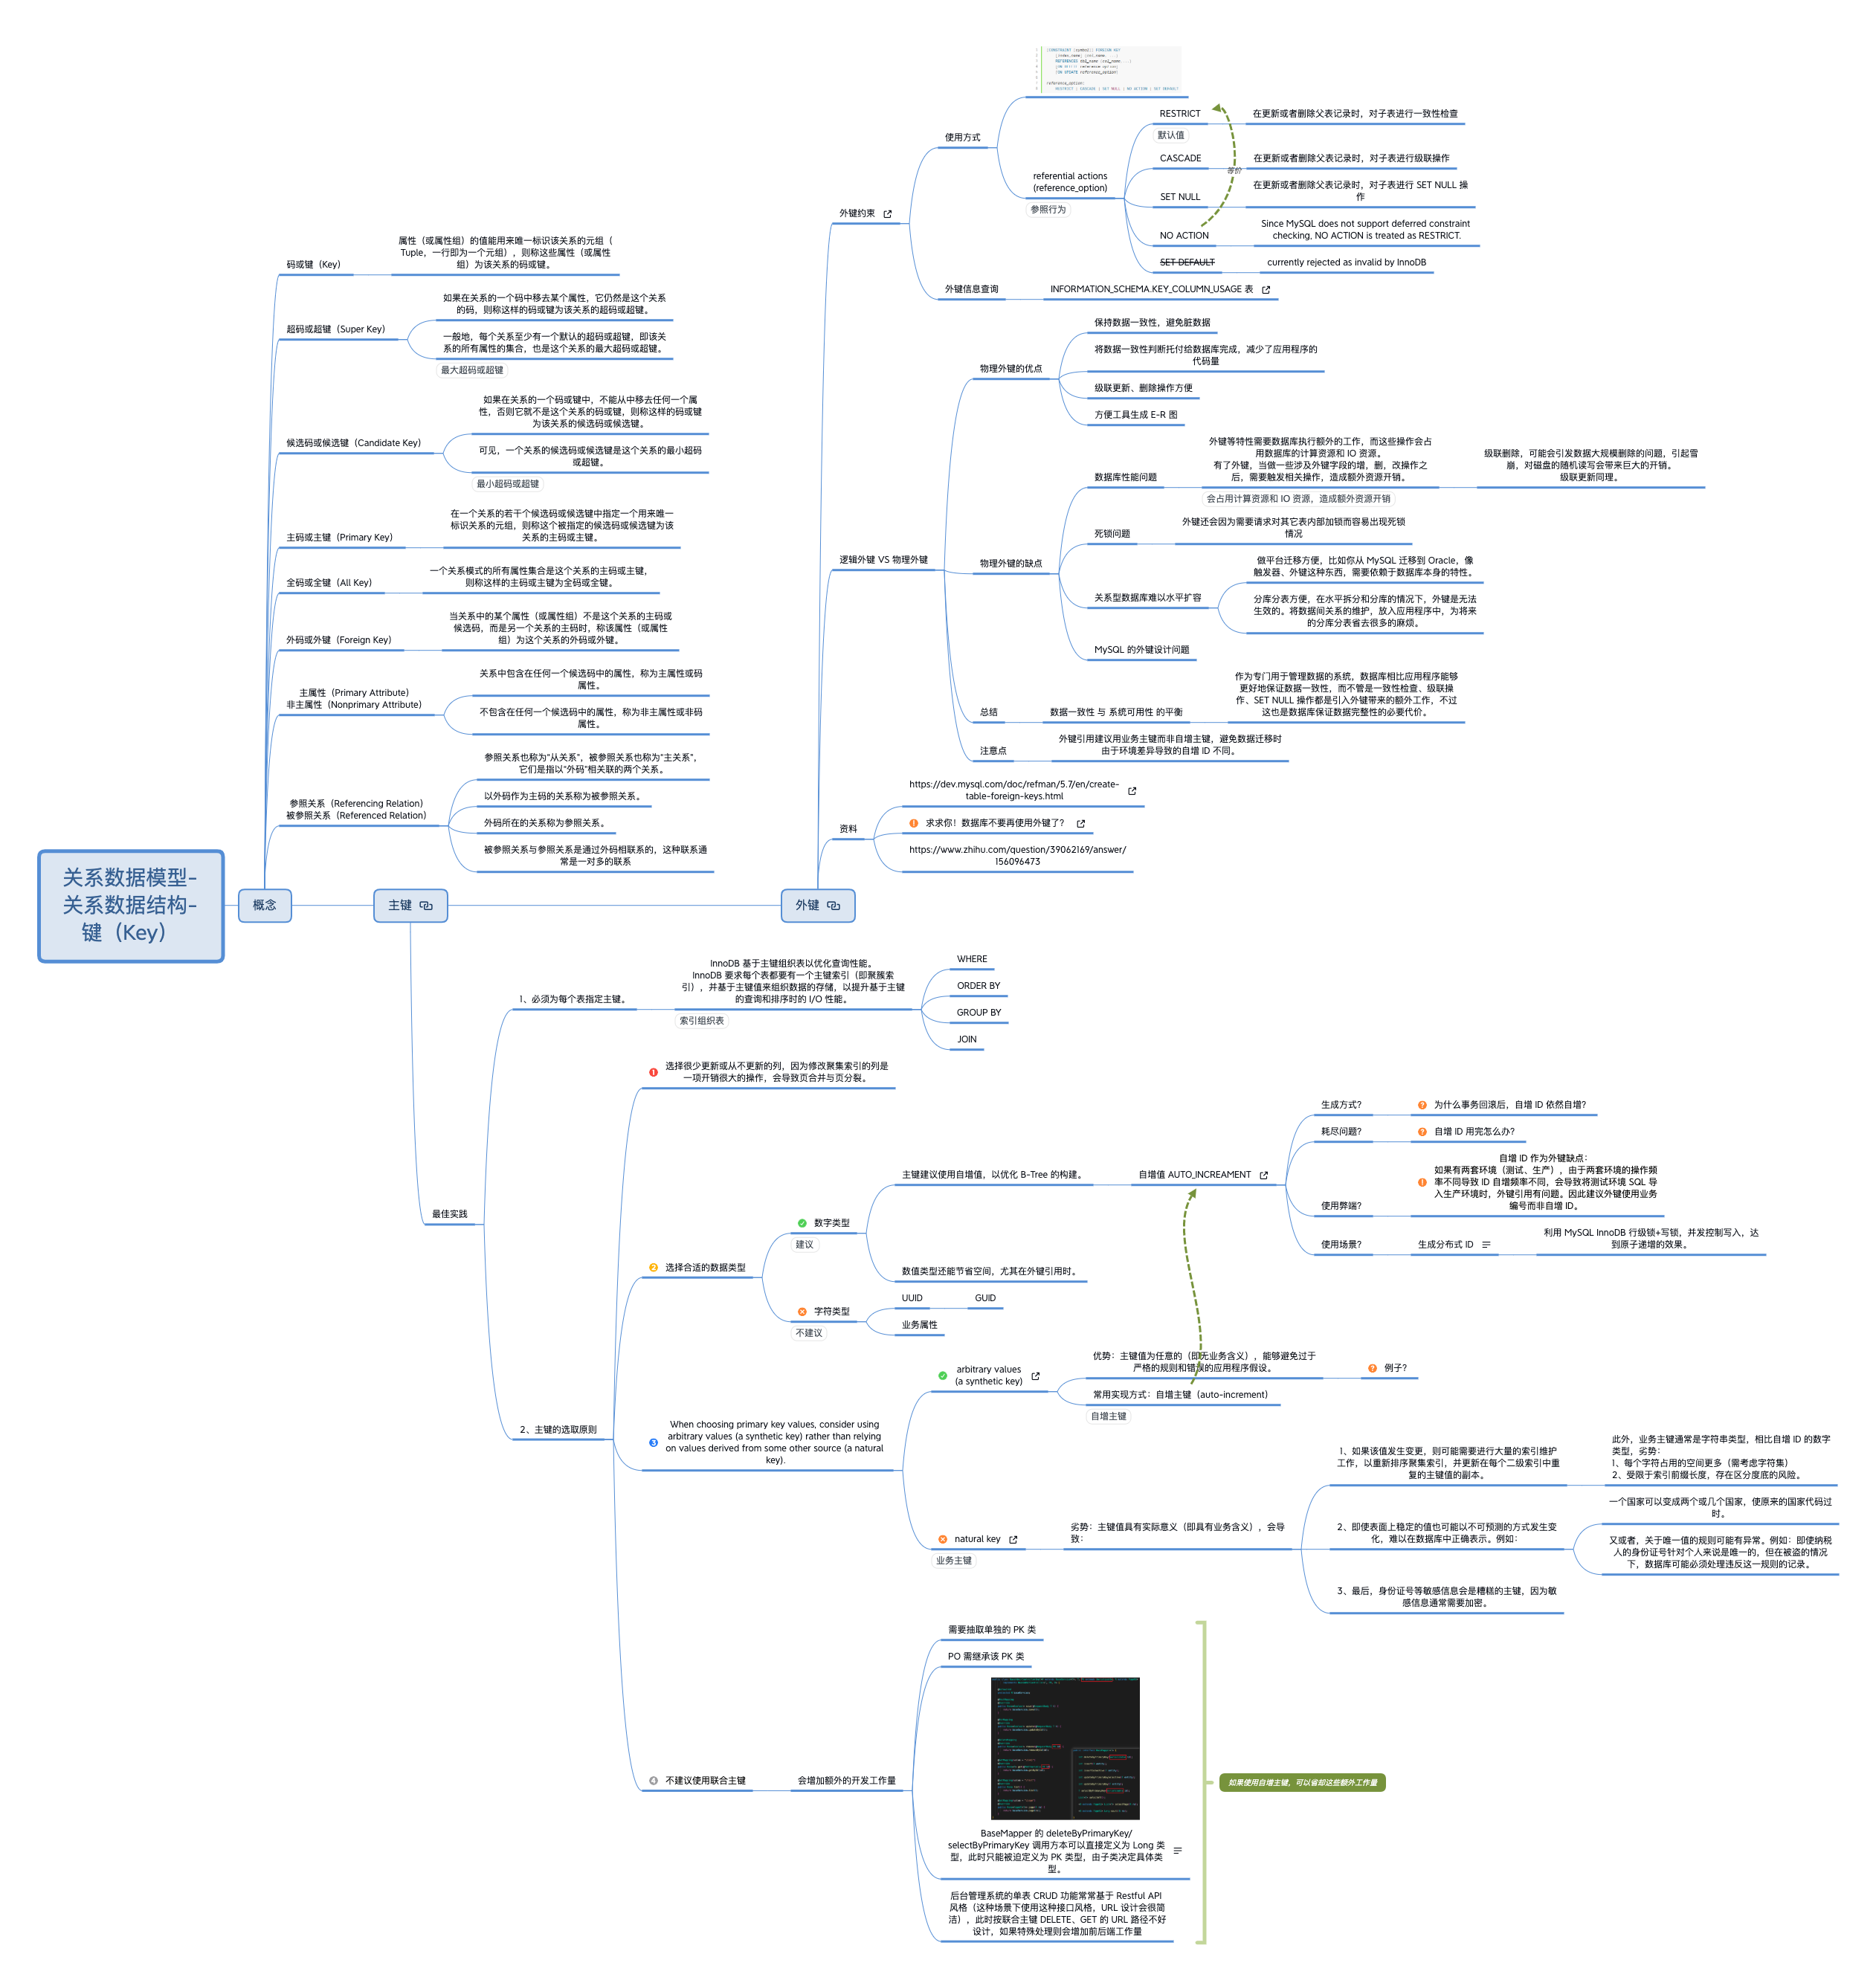 关系数据模型-
关系数据结构-
键（Key）
概念
码或键（Key）
属性（或属性组）的值能用来唯一标识该关系的元组（
Tuple，一行即为一个元组），则称这些属性（或属性
组）为该关系的码或键。
超码或超键（Super Key）
如果在关系的一个码中移去某个属性，它仍然是这个关系
的码，则称这样的码或键为该关系的超码或超键。
一般地，每个关系至少有一个默认的超码或超键，即该关
系的所有属性的集合，也是这个关系的最大超码或超键。
最大超码或超键
候选码或候选键（Candidate Key）
如果在关系的一个码或键中，不能从中移去任何一个属
性，否则它就不是这个关系的码或键，则称这样的码或键
为该关系的候选码或候选键。
可见，一个关系的候选码或候选键是这个关系的最小超码
或超键。
最小超码或超键
主码或主键（Primary Key）
在一个关系的若干个候选码或候选键中指定一个用来唯一
标识关系的元组，则称这个被指定的候选码或候选键为该
关系的主码或主键。
全码或全键（All Key）
一个关系模式的所有属性集合是这个关系的主码或主键，
则称这样的主码或主键为全码或全键。
外码或外键（Foreign Key）
当关系中的某个属性（或属性组）不是这个关系的主码或
候选码，而是另一个关系的主码时，称该属性（或属性
组）为这个关系的外码或外键。
主属性（Primary Attribute）
非主属性（Nonprimary Attribute）
关系中包含在任何一个候选码中的属性，称为主属性或码
属性。
不包含在任何一个候选码中的属性，称为非主属性或非码
属性。
参照关系（Referencing Relation）
被参照关系（Referenced Relation）
参照关系也称为“从关系”，被参照关系也称为“主关系”，
它们是指以“外码”相关联的两个关系。
以外码作为主码的关系称为被参照关系。
外码所在的关系称为参照关系。
被参照关系与参照关系是通过外码相联系的，这种联系通
常是一对多的联系
主键
最佳实践
1、必须为每个表指定主键。
InnoDB 基于主键组织表以优化查询性能。
InnoDB 要求每个表都要有一个主键索引（即聚簇索
引），并基于主键值来组织数据的存储，以提升基于主键
的查询和排序时的 I/O 性能。
索引组织表
WHERE
ORDER BY
GROUP BY
JOIN
2、主键的选取原则
1
选择很少更新或从不更新的列，因为修改聚集索引的列是
一项开销很大的操作，会导致页合并与页分裂。
2
选择合适的数据类型
数字类型
建议
主键建议使用自增值，以优化 B-Tree 的构建。
自增值 AUTO_INCREAMENT
生成方式？
为什么事务回滚后，自增 ID 依然自增？
耗尽问题？
自增 ID 用完怎么办？
使用弊端？
自增 ID 作为外键缺点：
如果有两套环境（测试、生产），由于两套环境的操作频
率不同导致 ID 自增频率不同，会导致将测试环境 SQL 导
入生产环境时，外键引用有问题。因此建议外键使用业务
编号而非自增 ID。
使用场景？
生成分布式 ID
利用 MySQL InnoDB 行级锁+写锁，并发控制写入，达
到原子递增的效果。
数值类型还能节省空间，尤其在外键引用时。
字符类型
不建议
UUID
GUID
业务属性
3
When choosing primary key values, consider using
arbitrary values (a synthetic key) rather than relying
on values derived from some other source (a natural
key).
arbitrary values
(a synthetic key)
优势：主键值为任意的（即无业务含义），能够避免过于
严格的规则和错误的应用程序假设。
例子？
常用实现方式：自增主键（auto-increment）
自增主键
natural key
业务主键
劣势：主键值具有实际意义（即具有业务含义），会导
致：
1、如果该值发生变更，则可能需要进行大量的索引维护
工作，以重新排序聚集索引，并更新在每个二级索引中重
复的主键值的副本。
此外，业务主键通常是字符串类型，相比自增 ID 的数字
类型，劣势：
1、每个字符占用的空间更多（需考虑字符集）
2、受限于索引前缀长度，存在区分度底的风险。
2、即使表面上稳定的值也可能以不可预测的方式发生变
化，难以在数据库中正确表示。例如：
一个国家可以变成两个或几个国家，使原来的国家代码过
时。
又或者，关于唯一值的规则可能有异常。例如：即使纳税
人的身份证号针对个人来说是唯一的，但在被盗的情况
下，数据库可能必须处理违反这一规则的记录。
3、最后，身份证号等敏感信息会是糟糕的主键，因为敏
感信息通常需要加密。
4
不建议使用联合主键
会增加额外的开发工作量
需要抽取单独的 PK 类
PO 需继承该 PK 类
BaseMapper 的 deleteByPrimaryKey/
selectByPrimaryKey 调用方本可以直接定义为 Long 类
型，此时只能被迫定义为 PK 类型，由子类决定具体类
型。
后台管理系统的单表 CRUD 功能常常基于 Restful API
风格（这种场景下使用这种接口风格，URL 设计会很简
洁），此时按联合主键 DELETE、GET 的 URL 路径不好
设计，如果特殊处理则会增加前后端工作量
如果使用自增主键，可以省却这些额外工作量
外键
外键约束
使用方式
[CONSTRAINT [symbol]] FOREIGN KEY
[index_name] (col_name, ...)
REFERENCES tbl_name (col_name, ...)
[ON DELETE reference_option]
[ON UPDATE reference_option]
reference_option:
RESTRICT | CASCADE | SET NULL | NO ACTION | SET DEFAULT
referential actions
(reference_option)
参照行为
RESTRICT
默认值
在更新或者删除父表记录时，对子表进行一致性检查
CASCADE
在更新或者删除父表记录时，对子表进行级联操作
等价
SET NULL
在更新或者删除父表记录时，对子表进行 SET NULL 操
作
NO ACTION
Since MySQL does not support deferred constraint
checking, NO ACTION is treated as RESTRICT.
SET DEFAULT
currently rejected as invalid by InnoDB
外键信息查询
INFORMATION_SCHEMA.KEY_COLUMN_USAGE 表
逻辑外键 VS 物理外键
物理外键的优点
保持数据一致性，避免脏数据
将数据一致性判断托付给数据库完成，减少了应用程序的
代码量
级联更新、删除操作方便
方便工具生成 E-R 图
物理外键的缺点
数据库性能问题
外键等特性需要数据库执行额外的工作，而这些操作会占
用数据库的计算资源和 IO 资源。
有了外键，当做一些涉及外键字段的增，删，改操作之
后，需要触发相关操作，造成额外资源开销。
会占用计算资源和 IO 资源，造成额外资源开销
级联删除，可能会引发数据大规模删除的问题，引起雪
崩，对磁盘的随机读写会带来巨大的开销。
级联更新同理。
死锁问题
外键还会因为需要请求对其它表内部加锁而容易出现死锁
情况
关系型数据库难以水平扩容
做平台迁移方便，比如你从 MySQL 迁移到 Oracle，像
触发器、外键这种东西，需要依赖于数据库本身的特性。
分库分表方便，在水平拆分和分库的情况下，外键是无法
生效的。将数据间关系的维护，放入应用程序中，为将来
的分库分表省去很多的麻烦。
MySQL 的外键设计问题
总结
数据一致性 与 系统可用性 的平衡
作为专门用于管理数据的系统，数据库相比应用程序能够
更好地保证数据一致性，而不管是一致性检查、级联操
作、SET NULL 操作都是引入外键带来的额外工作，不过
这也是数据库保证数据完整性的必要代价。
注意点
外键引用建议用业务主键而非自增主键，避免数据迁移时
由于环境差异导致的自增 ID 不同。
资料
https://dev.mysql.com/doc/refman/5.7/en/create-
table-foreign-keys.html
求求你！数据库不要再使用外键了？
https://www.zhihu.com/question/39062169/answer/
156096473